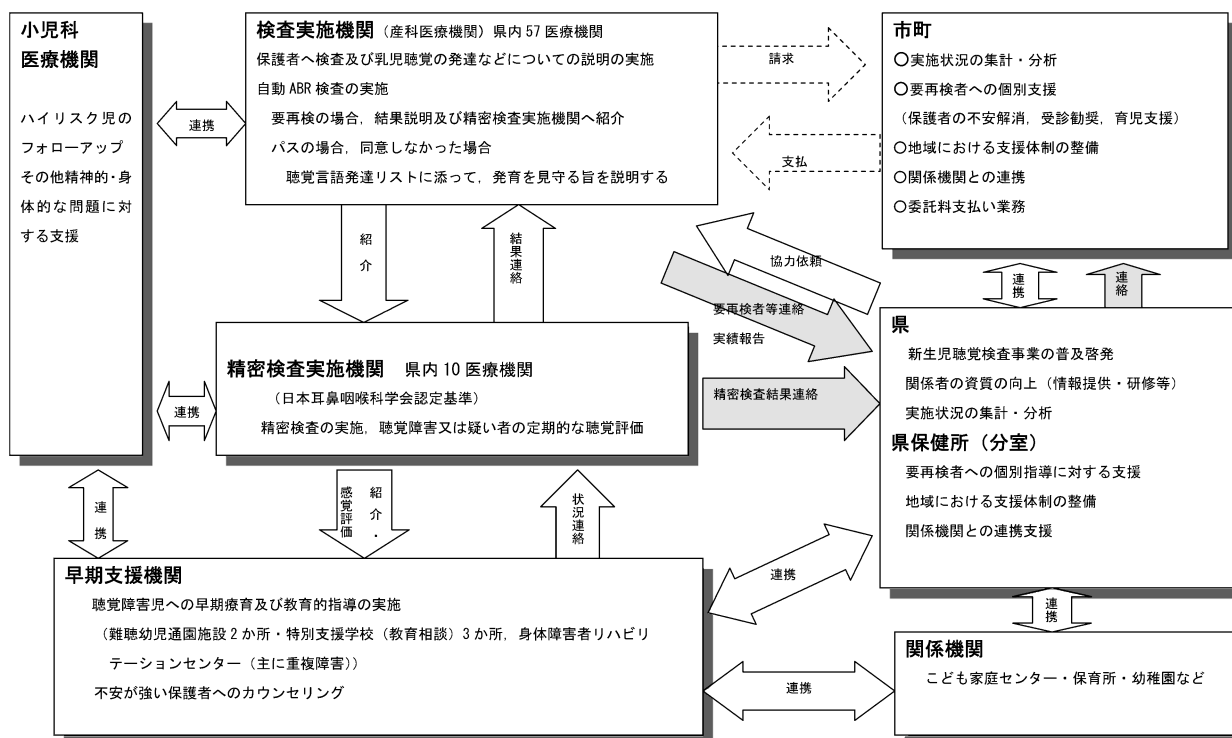 小児科
医療機関
ハイリスク児の
フォローアップ
その他精神的・身
体的な問題に対
する支援
連携
検査実施機関（産科医療機関）県内57医療機関
保護者へ検査及び乳児聴覚の発達などについての説明の実施
自動ABR検査の実施
要再検の場合，結果説明及び精密検査実施機関へ紹介
パスの場合，同意しなかった場合
聴覚言語発達リストに添って，発育を見守る旨を説明する
請求
支払
市町
○実施状況の集計・分析
○要再検者への個別支援
（保護者の不安解消，受診勧奨，育児支援）
○地域における支援体制の整備
○関係機関との連携
○委託料支払い業務
紹介
結果連絡
協力依頼
要再検者等連絡
実績報告
連携
連絡
連携
精密検査実施機関　県内10医療機関
（日本耳鼻咽喉科学会認定基準）
精密検査の実施，聴覚障害又は疑い者の定期的な聴覚評価
精密検査結果連絡
県
新生児聴覚検査事業の普及啓発
関係者の資質の向上（情報提供・研修等）
実施状況の集計・分析
県保健所（分室）
要再検者への個別指導に対する支援
地域における支援体制の整備
関係機関との連携支援
連携
紹介・
感覚評価
状況連絡
連携
連携
早期支援機関
聴覚障害児への早期療育及び教育的指導の実施
（難聴幼児通園施設2か所・特別支援学校（教育相談）3か所，身体障害者リハビリ
テーションセンター（主に重複障害））
不安が強い保護者へのカウンセリング
連携
関係機関
こども家庭センター・保育所・幼稚園など